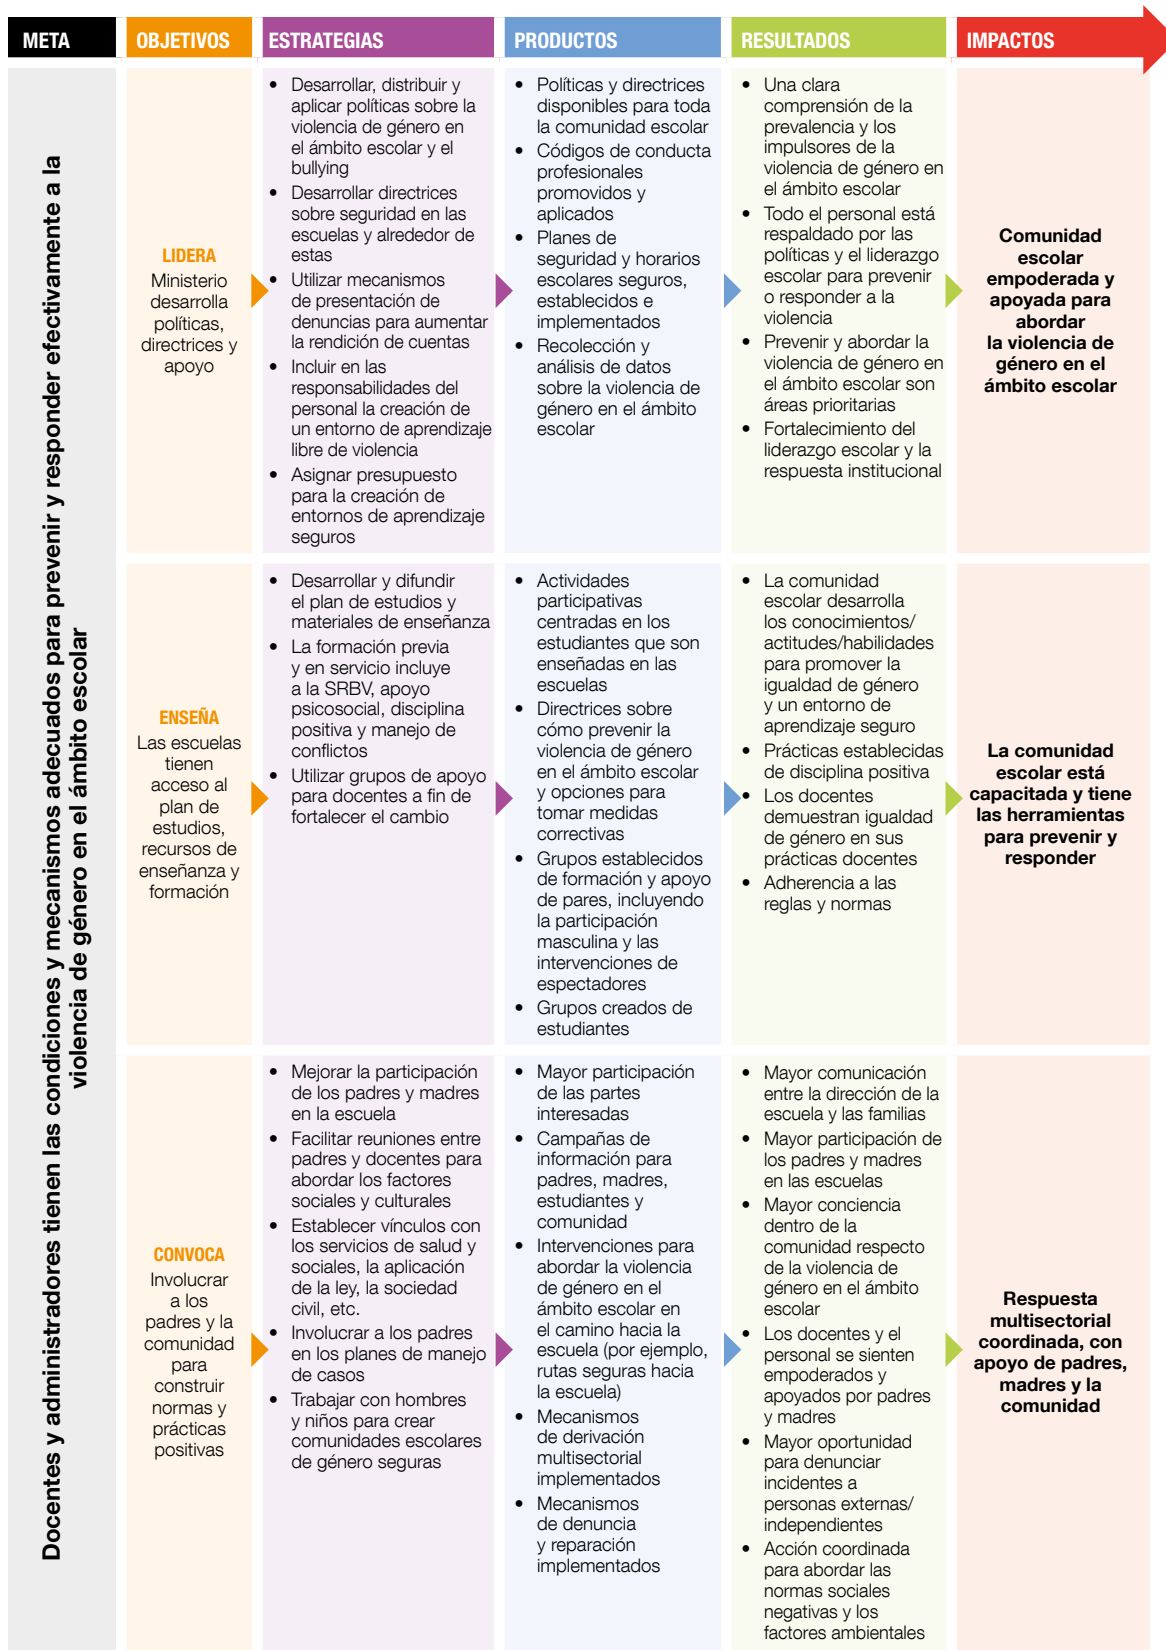 META
OBJETIVOS
ESTRATEGIAS
PRODUCTOS
RESULTADOS
IMPACTOS
Docentes y administradores tienen las condiciones y mecanismos adecuados para prevenir y responder efectivamente a la
violencia de género en el ámbito escolar
LIDERA
Ministerio
desarrolla
políticas,
directrices y
apoyo
• Desarrollar, distribuir y
aplicar políticas sobre la
violencia de género en
el ámbito escolar y el
bullying
• Desarrollar directrices
sobre seguridad en las
escuelas y alrededor de
estas
• Utilizar mecanismos
de presentación de
denuncias para aumentar
la rendición de cuentas
• Incluir en las
responsabilidades del
personal la creación de
un entorno de aprendizaje
libre de violencia
• Asignar presupuesto
para la creación de
entornos de aprendizaje
seguros
• Políticas y directrices
disponibles para toda
la comunidad escolar
• Códigos de conducta
profesionales
promovidos y
aplicados
• Planes de
seguridad y horarios
escolares seguros,
establecidos e
implementados
• Recolección y
análisis de datos
sobre la violencia de
género en el ámbito
escolar
• Una clara
comprensión de la
prevalencia y los
impulsores de la
violencia de género en
el ámbito escolar
• Todo el personal está
respaldado por las
políticas y el liderazgo
escolar para prevenir
o responder a la
violencia
• Prevenir y abordar la
violencia de género en
el ámbito escolar son
áreas prioritarias
• Fortalecimiento del
liderazgo escolar y la
respuesta institucional
Comunidad
escolar
empoderada y
apoyada para
abordar
la violencia de
género en el
ámbito escolar
ENSEÑA
Las escuelas
tienen
acceso al
plan de
estudios,
recursos de
enseñanza y
formación
• Desarrollar y difundir
el plan de estudios y
materiales de enseñanza
• La formación previa
y en servicio incluye
a la SRBV, apoyo
psicosocial, disciplina
positiva y manejo de
conflictos
• Utilizar grupos de apoyo
para docentes a fin de
fortalecer el cambio
• Actividades
participativas
centradas en los
estudiantes que son
enseñadas en las
escuelas
• Directrices sobre
cómo prevenir la
violencia de género
en el ámbito escolar
y opciones para
tomar medidas
correctivas
• Grupos establecidos
de formación y apoyo
de pares, incluyendo
la participación
masculina y las
intervenciones de
espectadores
• Grupos creados de
estudiantes
• La comunidad
escolar desarrolla
los conocimientos/
actitudes/habilidades
para promover la
igualdad de género
y un entorno de
aprendizaje seguro
• Prácticas establecidas
de disciplina positiva
• Los docentes
demuestran igualdad
de género en sus
prácticas docentes
• Adherencia a las
reglas y normas
La comunidad
escolar está
capacitada y tiene
las herramientas
para prevenir y
responder
CONVOCA
Involucrar
a los
padres y la
comunidad
para
construir
normas y
prácticas
positivas
• Mejorar la participación
de los padres y madres
en la escuela
• Facilitar reuniones entre
padres y docentes para
abordar los factores
sociales y culturales
• Establecer vínculos con
los servicios de salud y
sociales, la aplicación
de la ley, la sociedad
civil, etc.
• Involucrar a los padres
en los planes de manejo
de casos
• Trabajar con hombres
y niños para crear
comunidades escolares
de género seguras
• Mayor participación
de las partes
interesadas
• Campañas de
información para
padres, madres,
estudiantes y
comunidad
• Intervenciones para
abordar la violencia
de género en el
ámbito escolar en
el camino hacia la
escuela (por ejemplo,
rutas seguras hacia
la escuela)
• Mecanismos
de derivación
multisectorial
implementados
• Mecanismos
de denuncia
y reparación
implementados
• Mayor comunicación
entre la dirección de la
escuela y las familias
• Mayor participación de
los padres y madres
en las escuelas
• Mayor conciencia
dentro de la
comunidad respecto
de la violencia de
género en el ámbito
escolar
• Los docentes y el
personal se sienten
empoderados y
apoyados por padres
y madres
• Mayor oportunidad
para denunciar
incidentes a
personas externas/
independientes
• Acción coordinada
para abordar las
normas sociales
negativas y los
factores ambientales
Respuesta
multisectorial
coordinada, con
apoyo de padres,
madres y la
comunidad